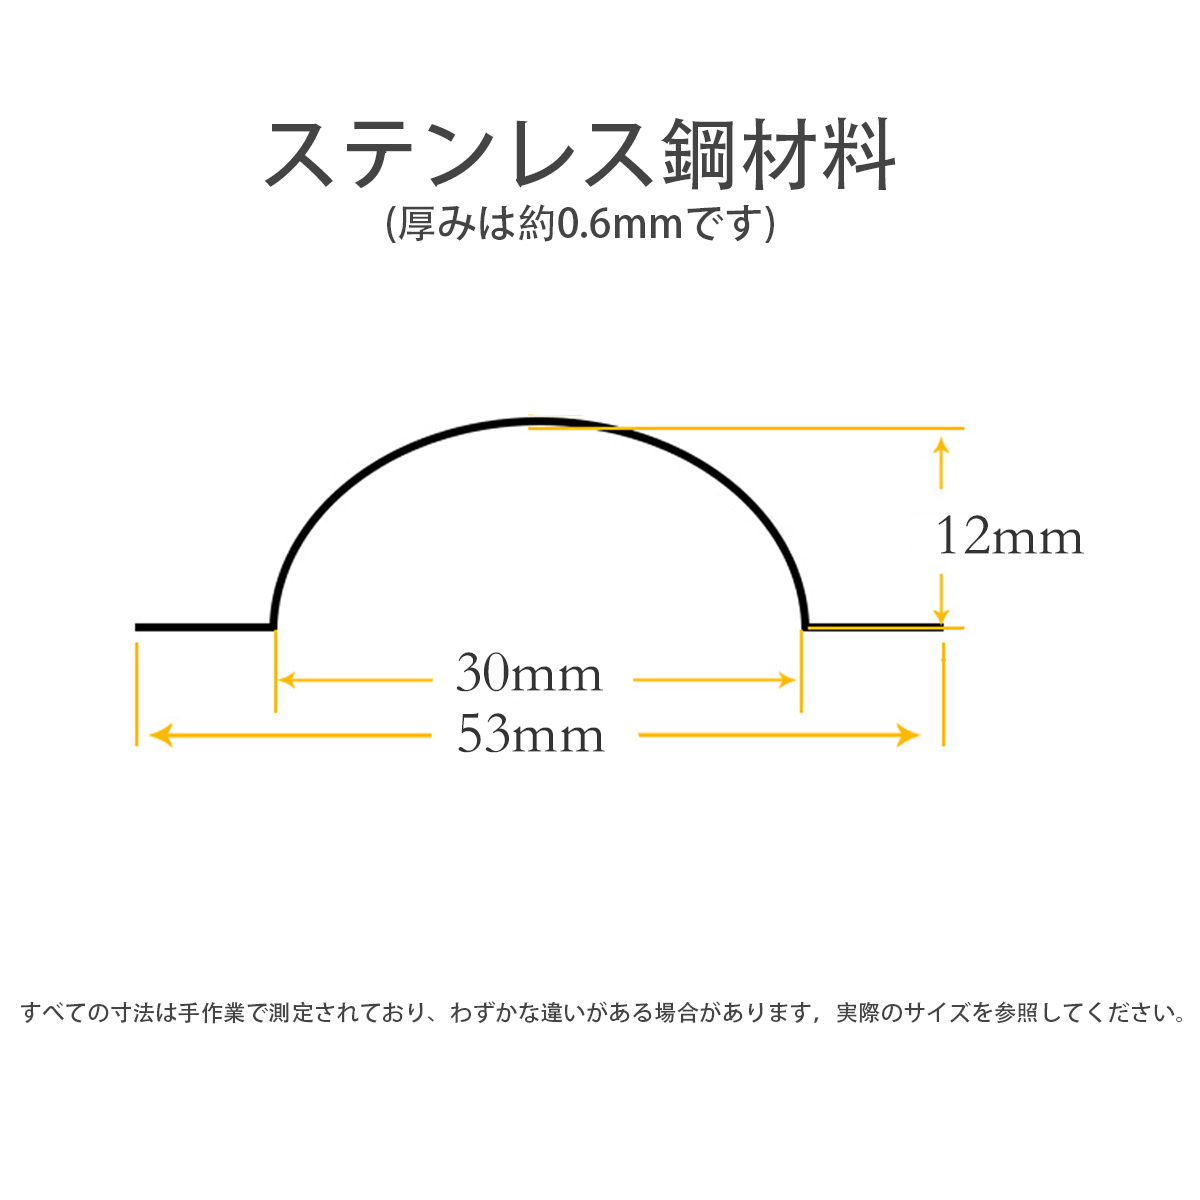 ステンレス鋼材料
(厚みは約0.6mmです)
12mm
30mm
53mm
すべての寸法は手作業で測定されており、わずかな違いがある場合があります，実際のサイズを参照してください。